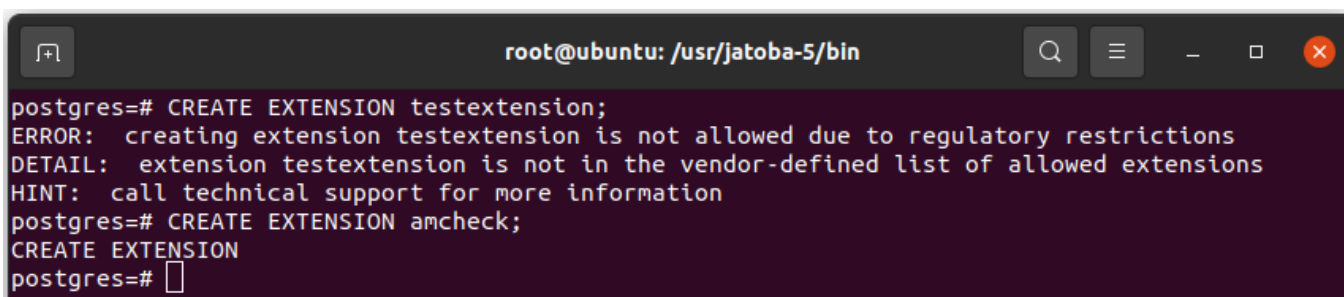 root@ubuntu: /usr/jatoba-5/bin
postgres=# CREATE EXTENSION testextension;
ERROR:  creating extension testextension is not allowed due to regulatory restrictions
DETAIL:  extension testextension is not in the vendor-defined list of allowed extensions
HINT:  call technical support for more information
postgres=# CREATE EXTENSION amcheck;
CREATE EXTENSION
postgres=#